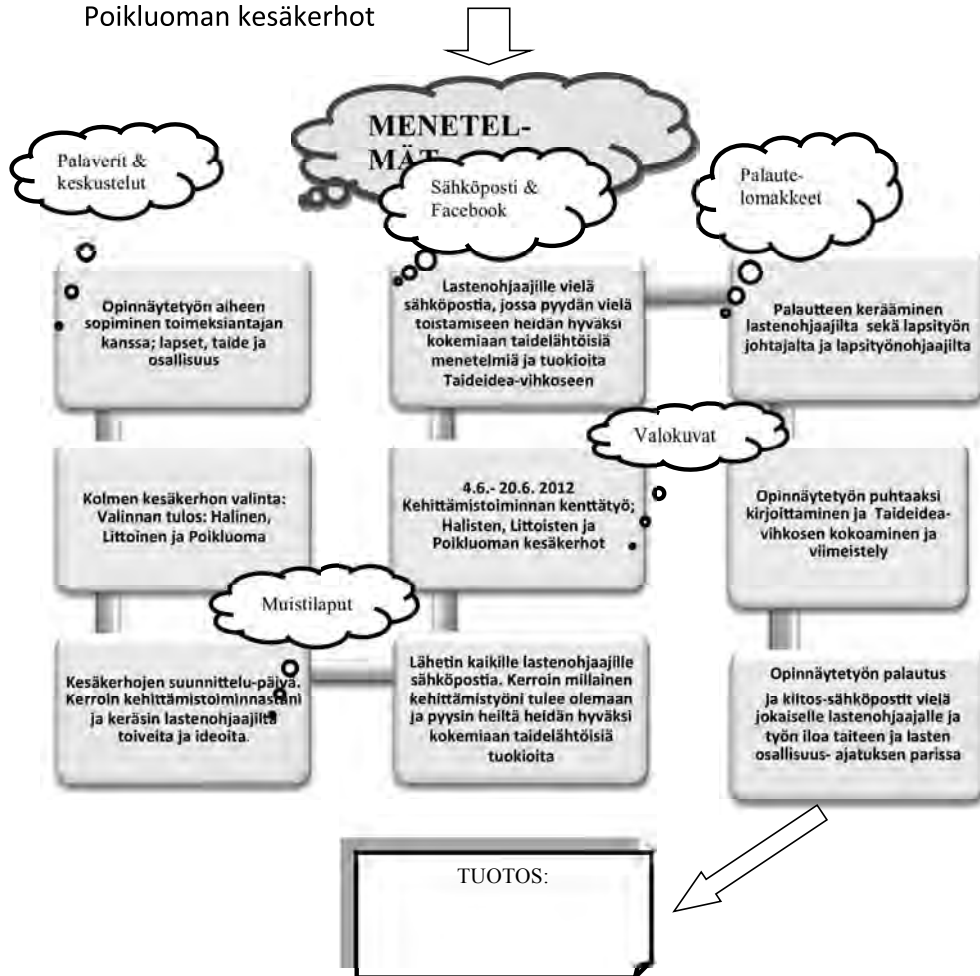 Poikluoman kesäkerhot
MENETEL-
MÄT
Palaverit &
keskustelut
Sähköposti &
Facebook
Palaute-
lomakkeet
Opinnäytetyön aiheen
sopiminen toimeksiantajan
kanssa; lapset, taide ja
osallisuus
Lastenohjaajille vielä
sähköpostia, jossa pyydän vielä
toistamiseen heidän hyväksi
kokemiaan taidelähtöisiä
menetelmiä ja tuokioita
Taideidea-vihkoseen
Palautteen kerääminen
lastenohjaajilta sekä lapsityön
johtajalta ja lapsityönohjaajilta
Valokuvat
Kolmen kesäkerhon valinta:
Valinnan tulos: Halinen,
Littoinen ja Poikluoma
4.6.- 20.6. 2012
Kehittämistoiminnan kenttätyö;
Halisten, Littoisten ja
Poikluoman kesäkerhot
Opinnäytetyön puhtaaksi
kirjoittaminen ja Taideidea-
vihkosen kokoaminen ja
viimeistely
Muistilaput
Kesäkerhojen suunnittelu-päivä.
Kerroin kehittämistoiminnastani
ja keräsin lastenohjaajilta
toiveita ja ideoita.
Lähetin kaikille lastenohjaajille
sähköpostia. Kerroin millainen
kehittämistyöni tulee olemaan
ja pyysin heiltä heidän hyväksi
kokemiaan taidelähtöisiä
tuokioita
Opinnäytetyön palautus
ja kiitos-sähköpostit vielä
jokaiselle lastenohjaajalle ja
työn iloa taiteen ja lasten
osallisuus- ajatuksen parissa
TUOTOS: